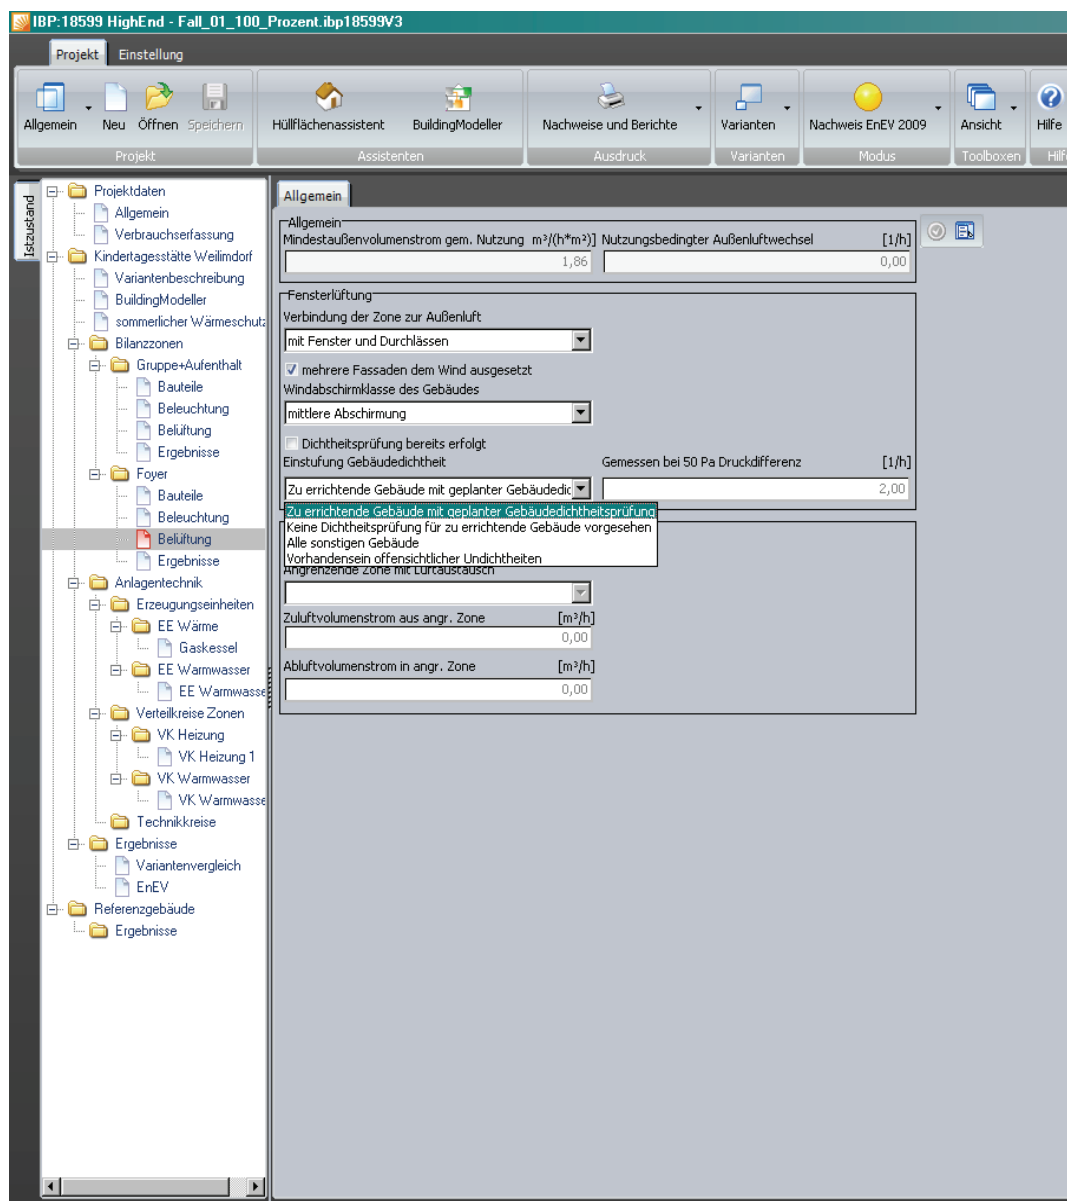 IBP:18599 HighEnd - Fall_01_100_Prozent.ibp18599V3
Projekt Einstellung
Allgemein Neu Öffnen Speichern Hüllflächenassistent BuildingModeller Nachweise und Berichte Varianten Nachweis EnEV 2009 Ansicht Hilfe
Projekt Assistenten Ausdruck Varianten Modus Toolboxen Hilf
Istzustand
Projektdaten
Allgemein
Verbrauchserfassung
Kindertagesstätte Weilimdorf
Variantenbeschreibung
BuildingModeller
sommerlicher Wärmeschutz
Bilanzzonen
Gruppe+Aufenthalt
Bauteile
Beleuchtung
Belüftung
Ergebnisse
Foyer
Bauteile
Beleuchtung
Belüftung
Ergebnisse
Anlagentechnik
Erzeugungseinheiten
EE Wärme
Gaskessel
EE Warmwasser
EE Warmwasse
Verteilkreise Zonen
VK Heizung
VK Heizung 1
VK Warmwasser
VK Warmwasse
Technikkreise
Ergebnisse
Variantenvergleich
EnEV
Referenzgebäude
Ergebnisse
Allgemein
Allgemein
Mindestaußenvolumenstrom gem. Nutzung m³/(h*m²)] Nutzungsbedingter Außenluftwechsel [1/h]
1,86 0,00
Fensterlüftung
Verbindung der Zone zur Außenluft
mit Fenster und Durchlässen
mehrere Fassaden dem Wind ausgesetzt
Windabschirmklasse des Gebäudes
mittlere Abschirmung
Dichtheitsprüfung bereits erfolgt
Einstufung Gebäudedichtheit Gemessen bei 50 Pa Druckdifferenz [1/h]
Zu errichtende Gebäude mit geplanter Gebäudedic 2,00
Zu errichtende Gebäude mit geplanter Gebäudedichtheitsprüfung
Keine Dichtheitsprüfung für zu errichtende Gebäude vorgesehen
Alle sonstigen Gebäude
Vorhandensein offensichtlicher Undichtheiten
Angrenzende Zone mit Luftaustausch
Zuluftvolumenstrom aus angr. Zone [m³/h]
0,00
Abluftvolumenstrom in angr. Zone [m³/h]
0,00